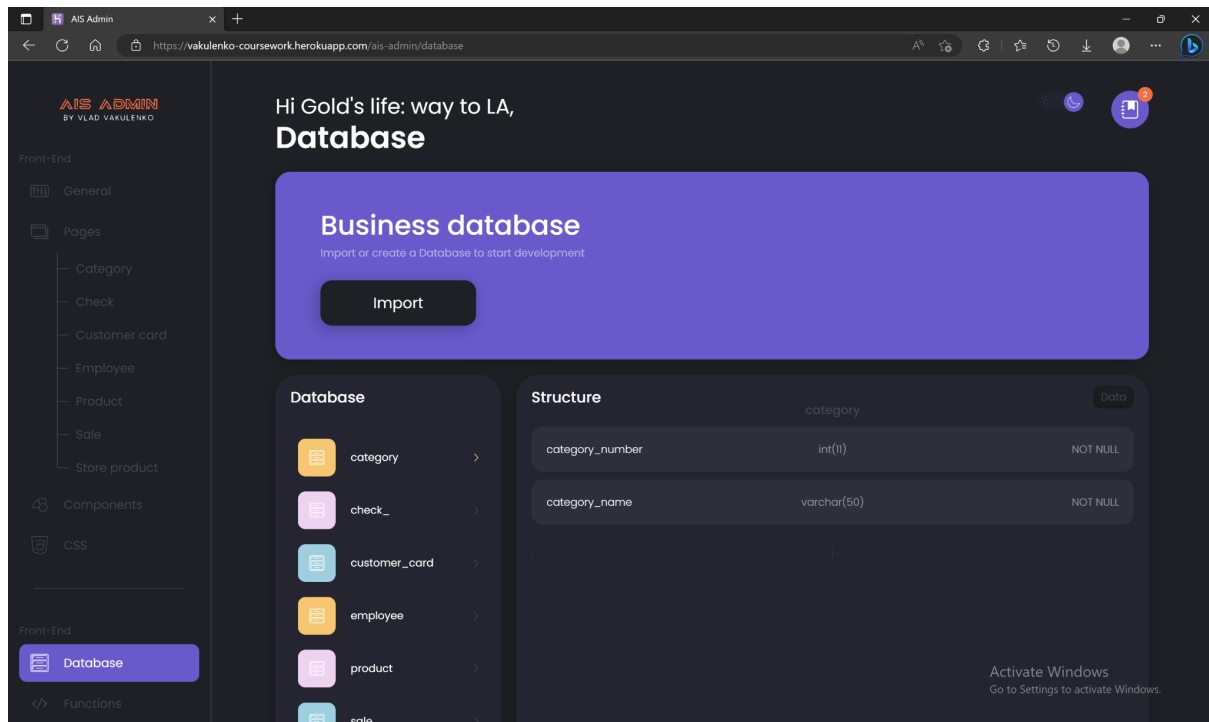 AIS Admin
https://vakulenko-coursework.herokuapp.com/ais-admin/database
AIS ADMIN
BY VLAD VAKULENKO
Front-End
General
Pages
Category
Check
Customer card
Employee
Product
Sale
Store product
Components
CSS
Front-End
Database
Functions
Hi Gold's life: way to LA,
Database
2
Business database
Import or create a Database to start development
Import
Database
category
check_
customer_card
employee
product
sale
Structure
category
Data
category_number int(11) NOT NULL
category_name varchar(50) NOT NULL
+
Activate Windows
Go to Settings to activate Windows.